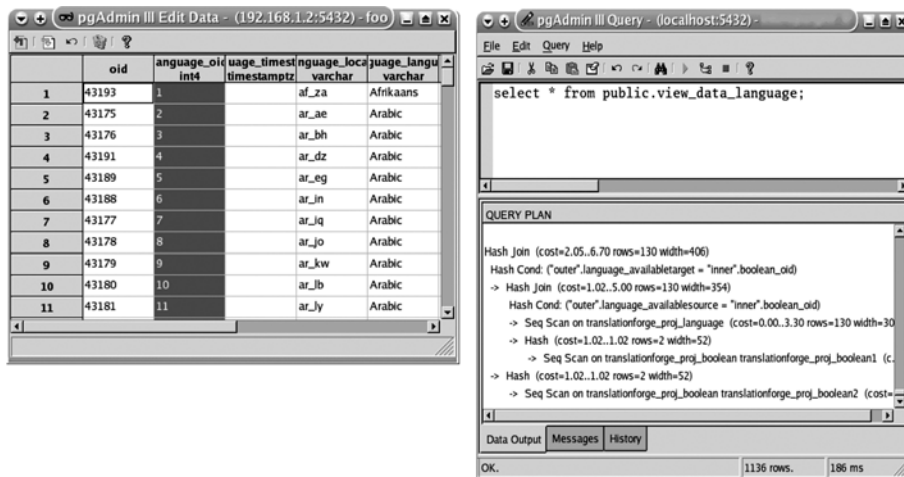 pgAdmin III Edit Data - (192.168.1.2:5432) - foo
oid anguage_oid int4 uage_timest timestamptz nguage_loca varchar guage_langu varchar
1 43193 1 af_za Afrikaans
2 43175 2 ar_ae Arabic
3 43176 3 ar_bh Arabic
4 43191 4 ar_dz Arabic
5 43189 5 ar_eg Arabic
6 43188 6 ar_in Arabic
7 43177 7 ar_iq Arabic
8 43178 8 ar_jo Arabic
9 43179 9 ar_kw Arabic
10 43180 10 ar_lb Arabic
11 43181 11 ar_ly Arabic
pgAdmin III Query - (localhost:5432) -
File Edit Query Help
select * from public.view_data_language;
QUERY PLAN
Hash Join (cost=2.05..6.70 rows=130 width=406)
Hash Cond: ("outer".language_availabletarget = "inner".boolean_oid)
-> Hash Join (cost=1.02..5.00 rows=130 width=354)
Hash Cond: ("outer".language_availablesource = "inner".boolean_oid)
-> Seq Scan on translationforge_proj_language (cost=0.00..3.30 rows=130 width=30
-> Hash (cost=1.02..1.02 rows=2 width=52)
-> Seq Scan on translationforge_proj_boolean translationforge_proj_boolean1 (c.
-> Hash (cost=1.02..1.02 rows=2 width=52)
-> Seq Scan on translationforge_proj_boolean translationforge_proj_boolean2 (cost=
Data Output Messages History
OK. 1136 rows. 186 ms